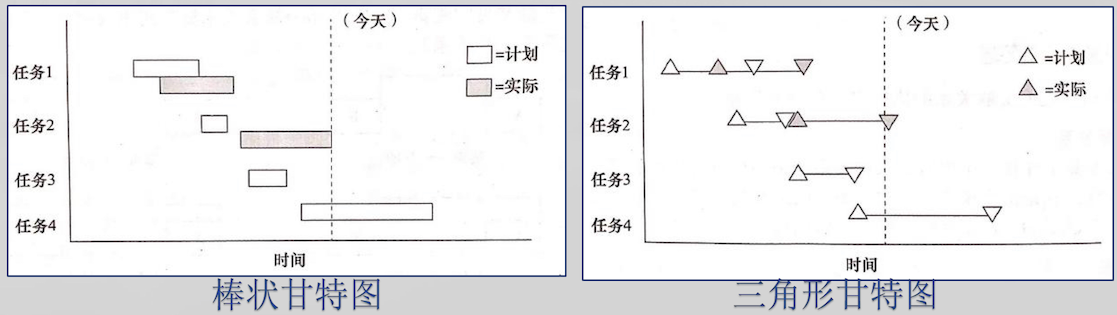 （今天）
=计划
=实际
任务1
任务2
任务3
任务4
时间
棒状甘特图
（今天）
=计划
=实际
任务1
任务2
任务3
任务4
时间
三角形甘特图